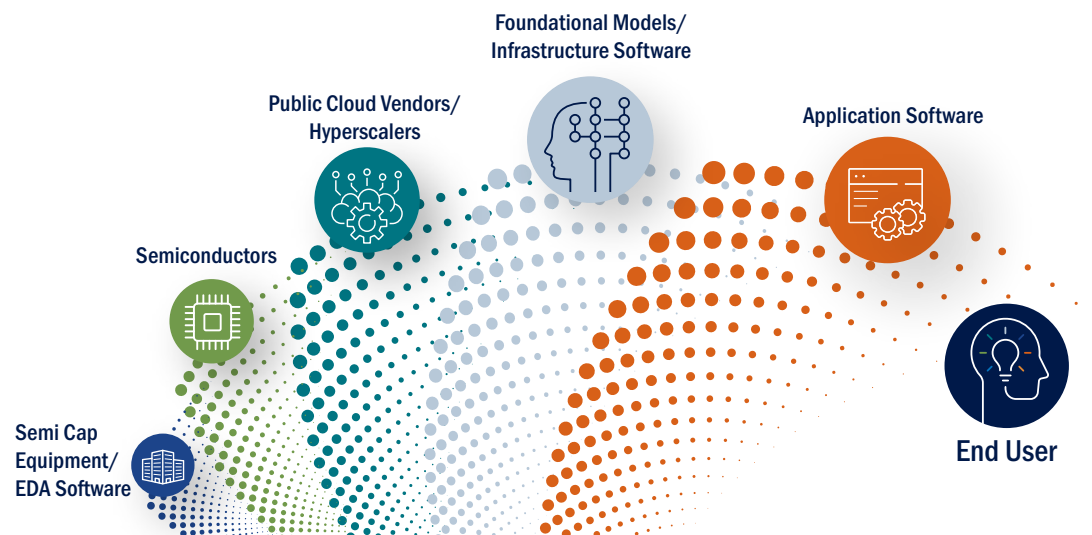 Foundational Models/
Infrastructure Software
Public Cloud Vendors/
Hyperscalers
Application Software
Semiconductors
Semi Cap
Equipment/
EDA Software
End User